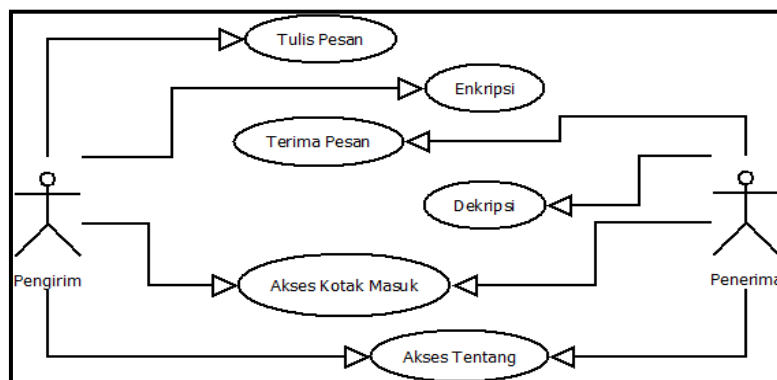 Tulis Pesan
Enkripsi
Terima Pesan
Dekripsi
Pengirim
Akses Kotak Masuk
Penerima
Akses Tentang